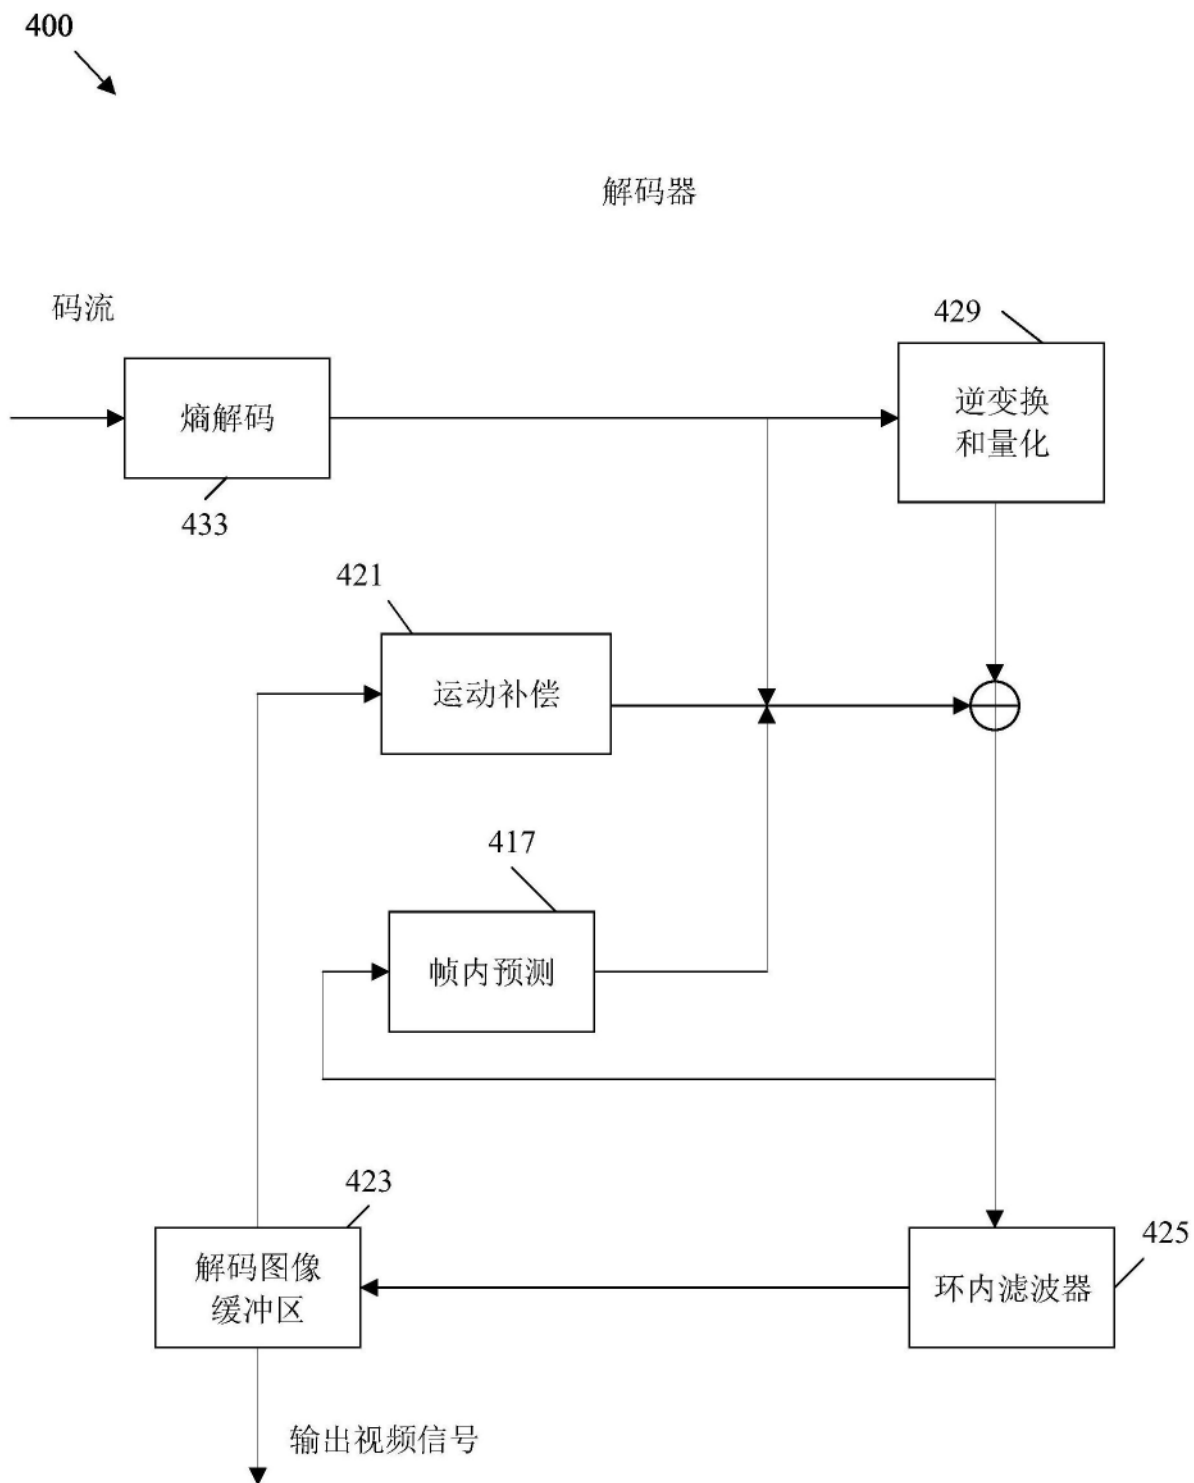 400
解码器
码流
429
熵解码
逆变换
和量化
433
421
运动补偿
417
帧内预测
423
425
解码图像
缓冲区
环内滤波器
输出视频信号